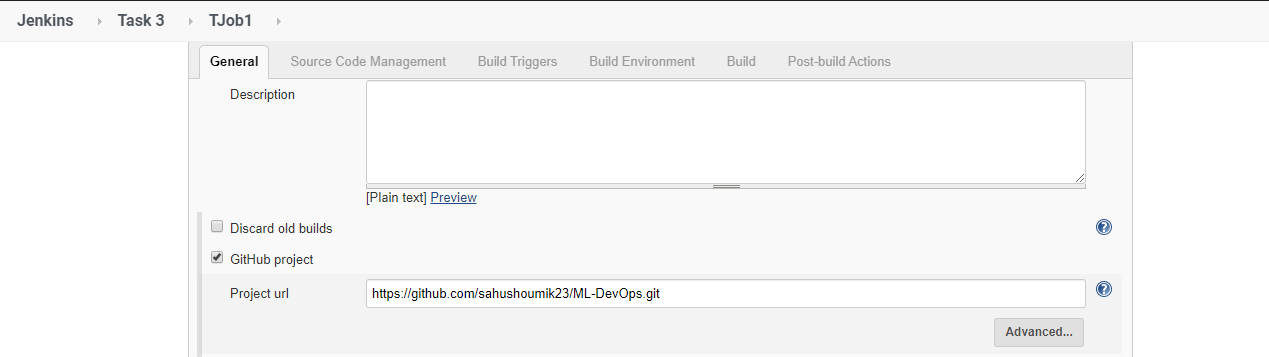 Jenkins Task 3 TJob1
General Source Code Management Build Triggers Build Environment Build Post-build Actions
Description
[Plain text] Preview
Discard old builds
?
GitHub project
Project url https://github.com/sahushoumik23/ML-DevOps.git
?
Advanced...